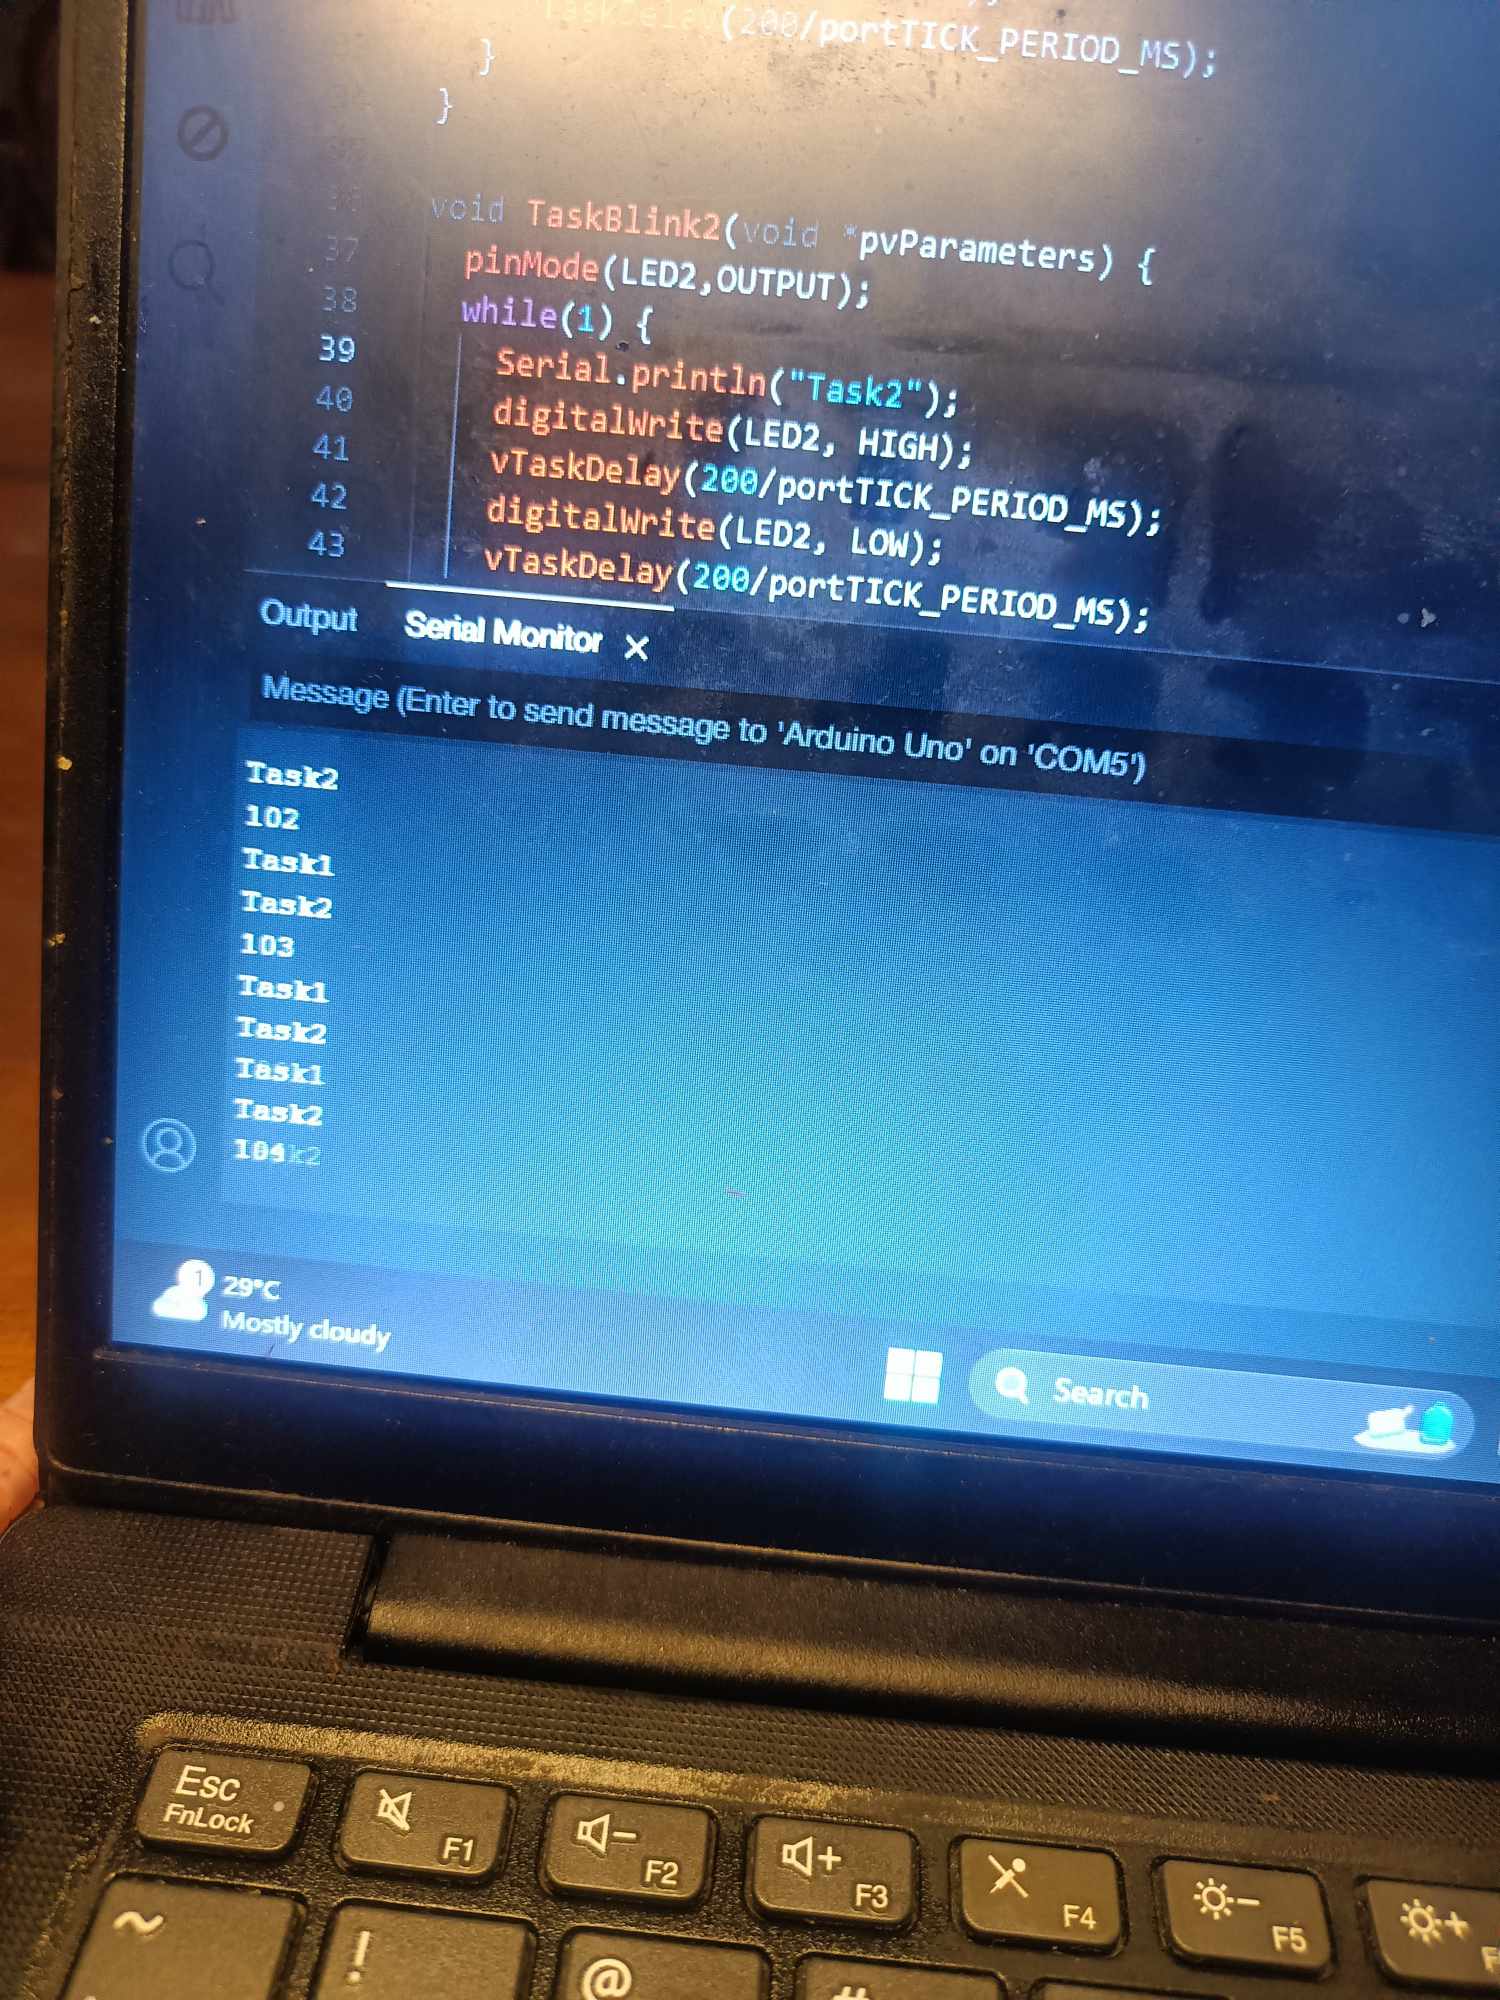 TaskDelay(200/portTICK_PERIOD_MS);
}
}
void TaskBlink2(void *pvParameters) {
37 pinMode(LED2,OUTPUT);
38 while(1) {
39 Serial.println("Task2");
40 digitalWrite(LED2, HIGH);
41 vTaskDelay(200/portTICK_PERIOD_MS);
42 digitalWrite(LED2, LOW);
43 vTaskDelay(200/portTICK_PERIOD_MS);
Output Serial Monitor
Message (Enter to send message to 'Arduino Uno' on 'COM5')
Task2
102
Task1
Task2
103
Task1
Task2
Task1
Task2
104k2
1
29°C
Mostly cloudy
Search
Esc
FnLock
F1
F2
F3
F4
F5
~
!
@
#